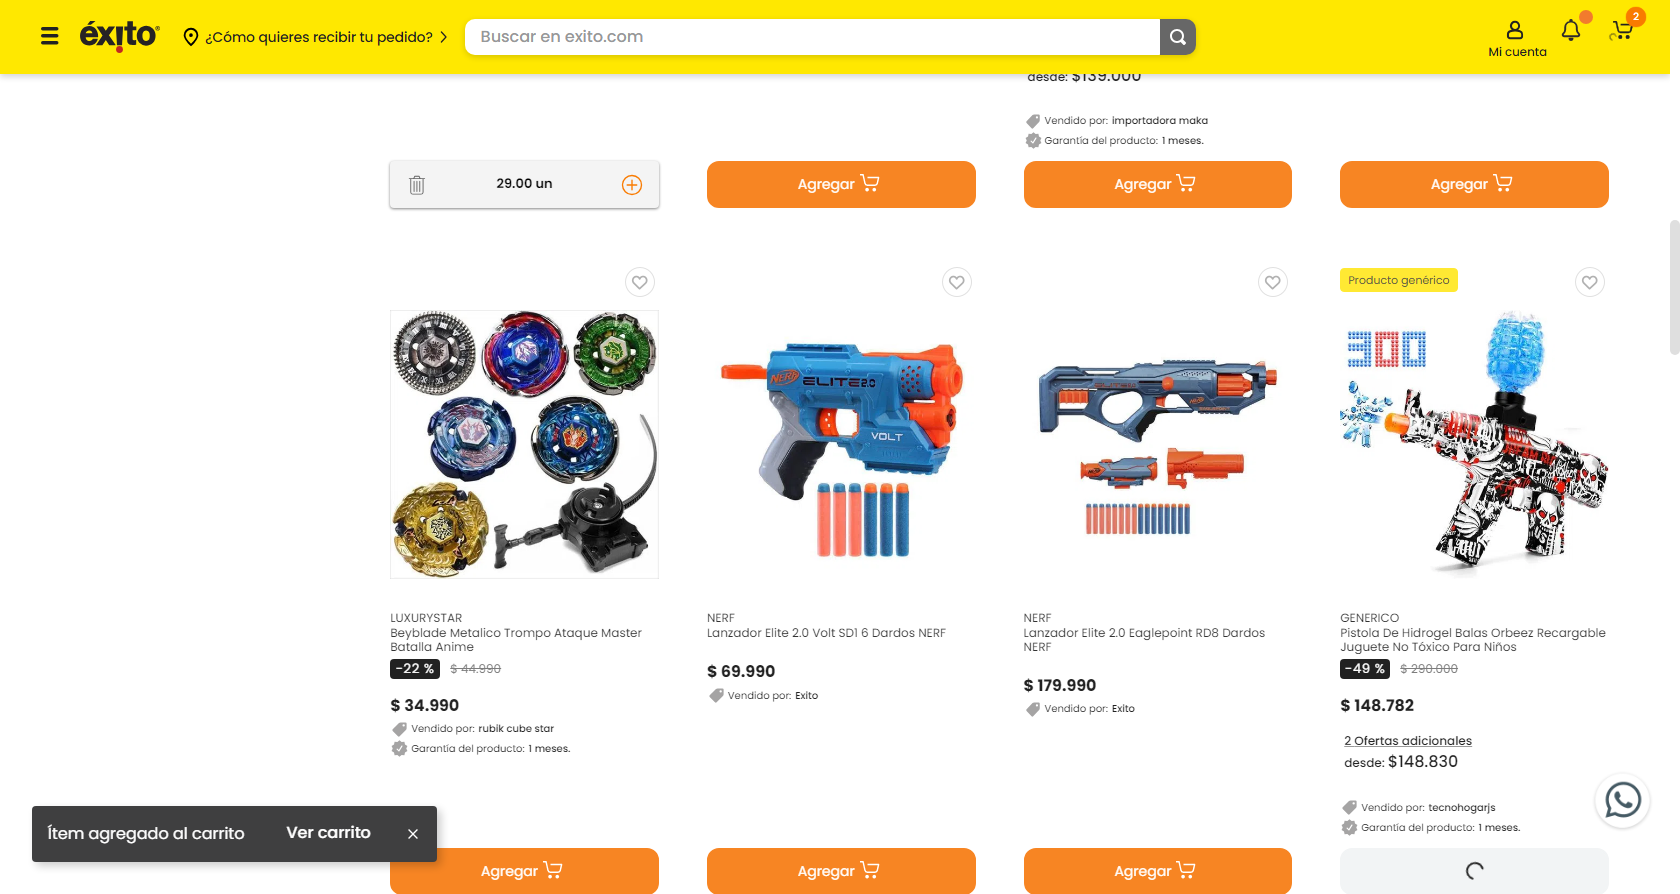 éxito
¿Cómo quieres recibir tu pedido?
Buscar en exito.com
Mi cuenta
2
desde: $139.000
Vendido por: importadora maka
Garantía del producto: 1 meses.
29.00 un
Agregar
Agregar
Agregar
Producto genérico
NERF ELITE 2.0
VOLT
300
LUXURYSTAR
Beyblade Metalico Trompo Ataque Master
Batalla Anime
-22 % $ 44.990
$ 34.990
Vendido por: rubik cube star
Garantía del producto: 1 meses.
NERF
Lanzador Elite 2.0 Volt SD1 6 Dardos NERF
$ 69.990
Vendido por: Exito
NERF
Lanzador Elite 2.0 Eaglepoint RD8 Dardos
NERF
$ 179.990
Vendido por: Exito
GENERICO
Pistola De Hidrogel Balas Orbeez Recargable
Juguete No Tóxico Para Niños
-49 % $ 290.000
$ 148.782
2 Ofertas adicionales
desde: $148.830
Vendido por: tecnohogarjs
Garantía del producto: 1 meses.
Ítem agregado al carrito Ver carrito
Agregar
Agregar
Agregar